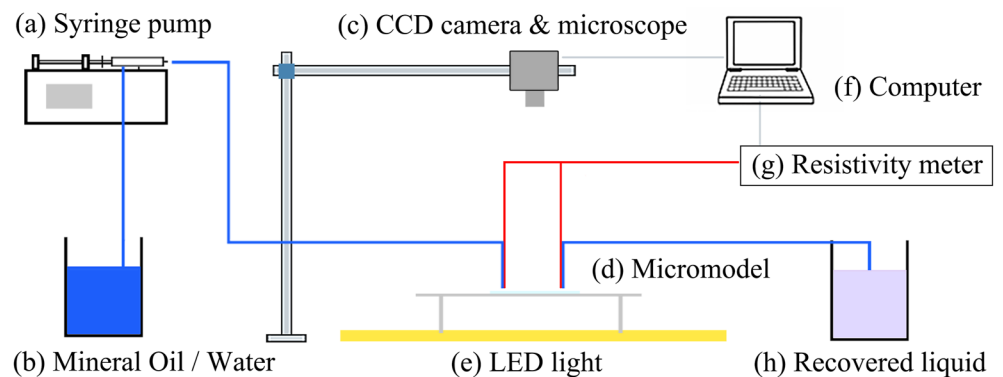 (a) Syringe pump
(c) CCD camera & microscope
(f) Computer
(g) Resistivity meter
(d) Micromodel
(b) Mineral Oil / Water
(e) LED light
(h) Recovered liquid